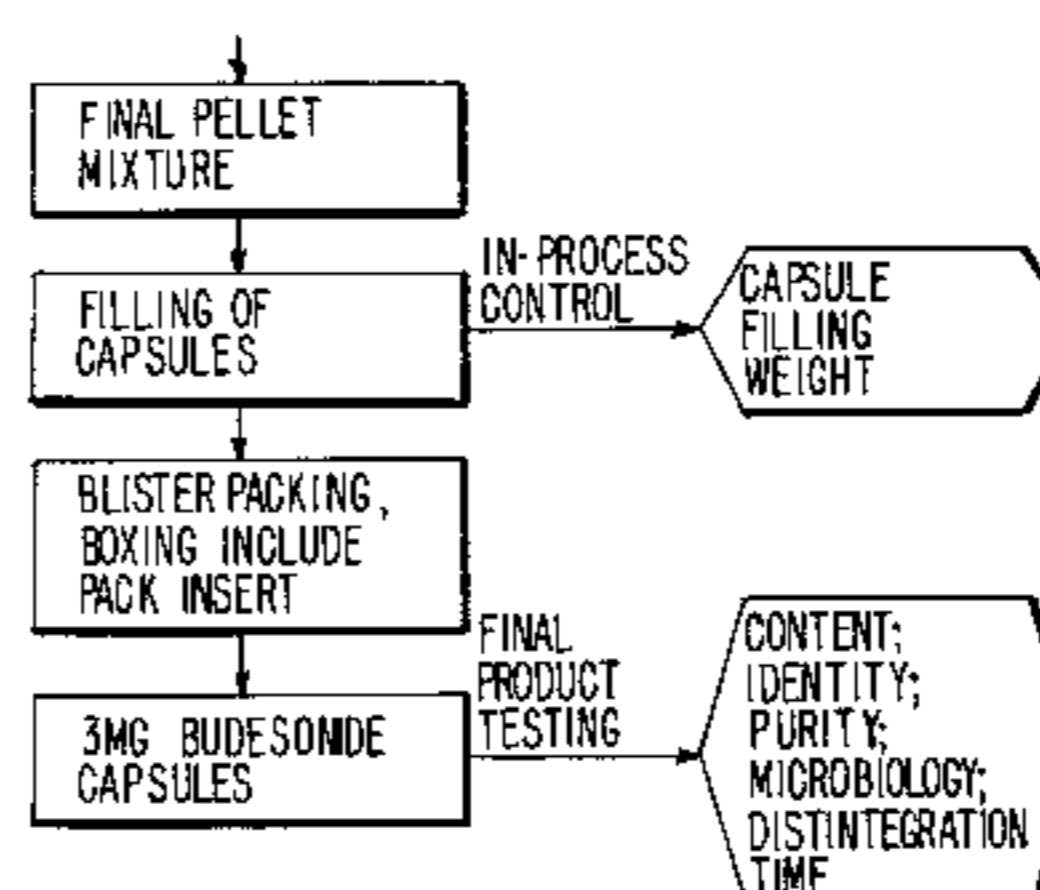 FINAL PELLET
MIXTURE
FILLING OF
CAPSULES
IN-PROCESS
CONTROL
CAPSULE
FILLING
WEIGHT
BLISTER PACKING,
BOXING INCLUDE
PACK INSERT
3MG BUDESONIDE
CAPSULES
FINAL
PRODUCT
TESTING
CONTENT;
IDENTITY;
PURITY;
MICROBIOLOGY;
DISTINTEGRATION
TIME